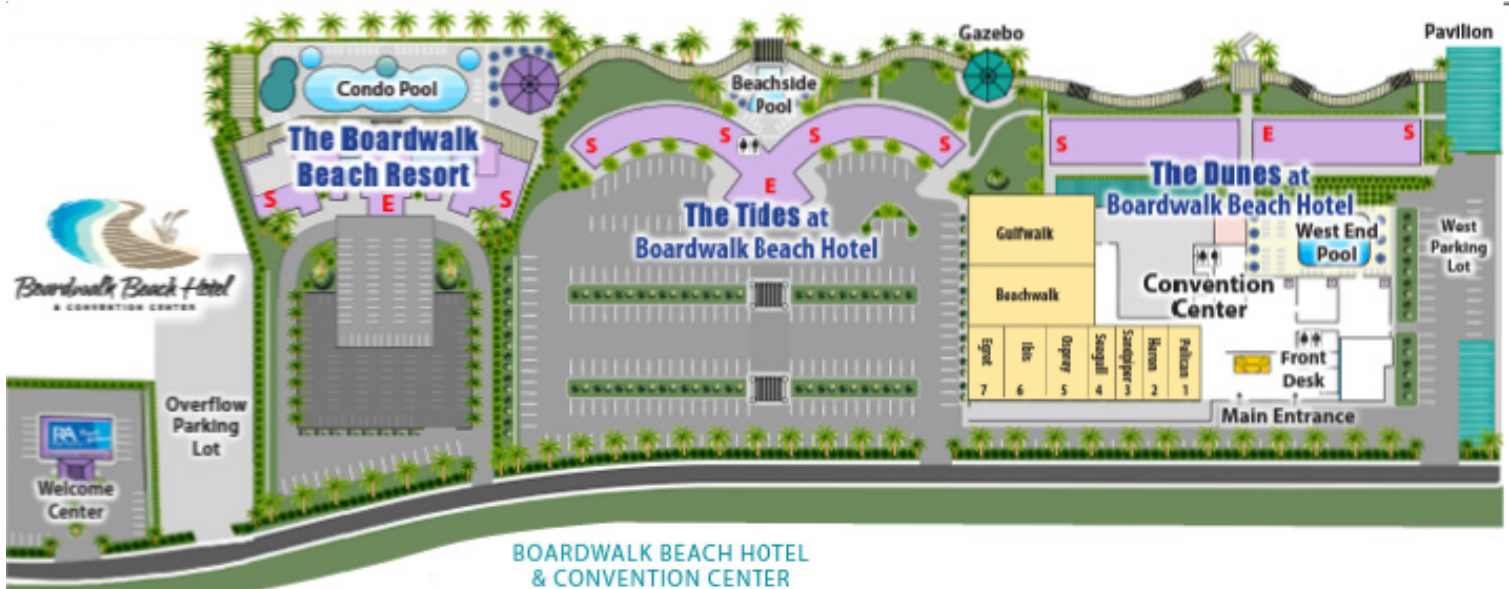 Gazebo
Pavilion
Condo Pool
Beachside
Pool
The Boardwalk
Beach Resort
S
E
S
S
S
S
S
E
S
E
S
The Tides at
Boardwalk Beach Hotel
The Dunes at
Boardwalk Beach Hotel
West End
Pool
West
Parking
Lot
Gulfwalk
Beachwalk
Convention
Center
Egret
7
Ibis
6
Osprey
5
Seagull
4
Sandpiper
3
Heron
2
Pelican
1
Front
Desk
Main Entrance
Boardwalk Beach Hotel
& CONVENTION CENTER
Overflow
Parking
Lot
RA
Welcome
Center
BOARDWALK BEACH HOTEL
& CONVENTION CENTER